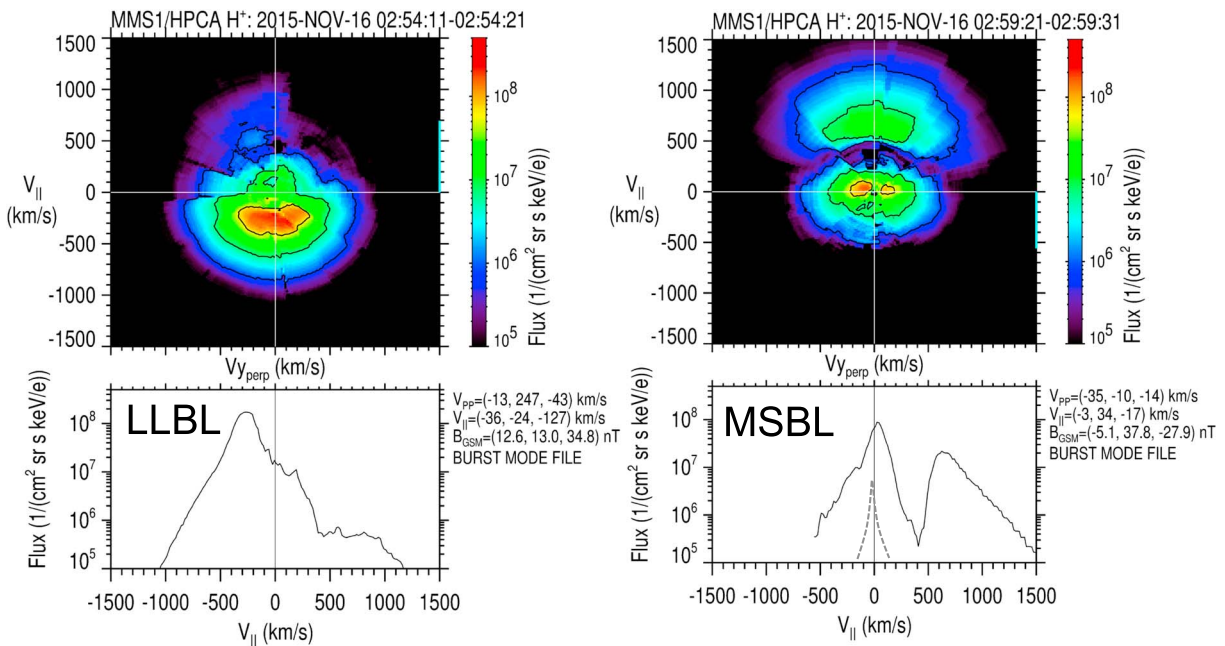 MMS1/HPCA H⁺: 2015-NOV-16 02:54:11-02:54:21
1500
1000
500
0
-500
-1000
-1500
V||
(km/s)
10⁸
10⁷
10⁶
10⁵
Flux (1/(cm² sr s keV/e))
Vy_perp (km/s)
MMS1/HPCA H⁺: 2015-NOV-16 02:59:21-02:59:31
1500
1000
500
0
-500
-1000
-1500
V||
(km/s)
10⁸
10⁷
10⁶
10⁵
Flux (1/(cm² sr s keV/e))
Vy_perp (km/s)
LLBL
Flux (1/(cm² sr s keV/e))
10⁸
10⁷
10⁶
10⁵
-1500 -1000 -500 0 500 1000 1500
V|| (km/s)
V_PP=(-13, 247, -43) km/s
V||=(-36, -24, -127) km/s
B_GSM=(12.6, 13.0, 34.8) nT
BURST MODE FILE
MSBL
Flux (1/(cm² sr s keV/e))
10⁸
10⁷
10⁶
10⁵
-1500 -1000 -500 0 500 1000 1500
V|| (km/s)
V_PP=(-35, -10, -14) km/s
V||=(-3, 34, -17) km/s
B_GSM=(-5.1, 37.8, -27.9) nT
BURST MODE FILE